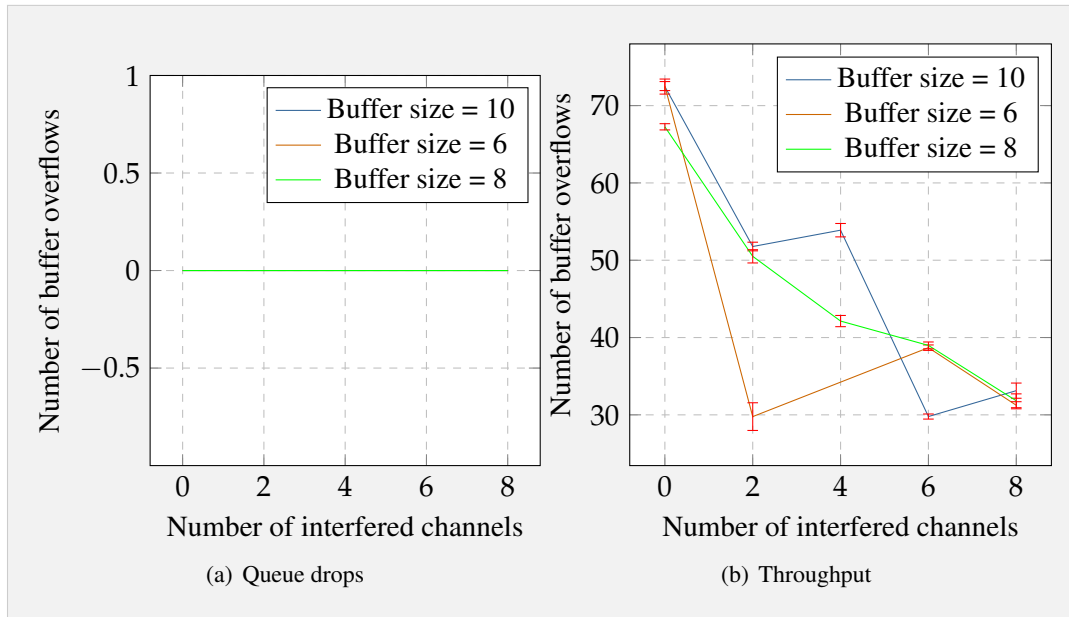 Number of buffer overflows
1
0.5
0
−0.5
Buffer size = 10
Buffer size = 6
Buffer size = 8
0 2 4 6 8
Number of interfered channels
(a) Queue drops
Number of buffer overflows
70
60
50
40
30
Buffer size = 10
Buffer size = 6
Buffer size = 8
0 2 4 6 8
Number of interfered channels
(b) Throughput